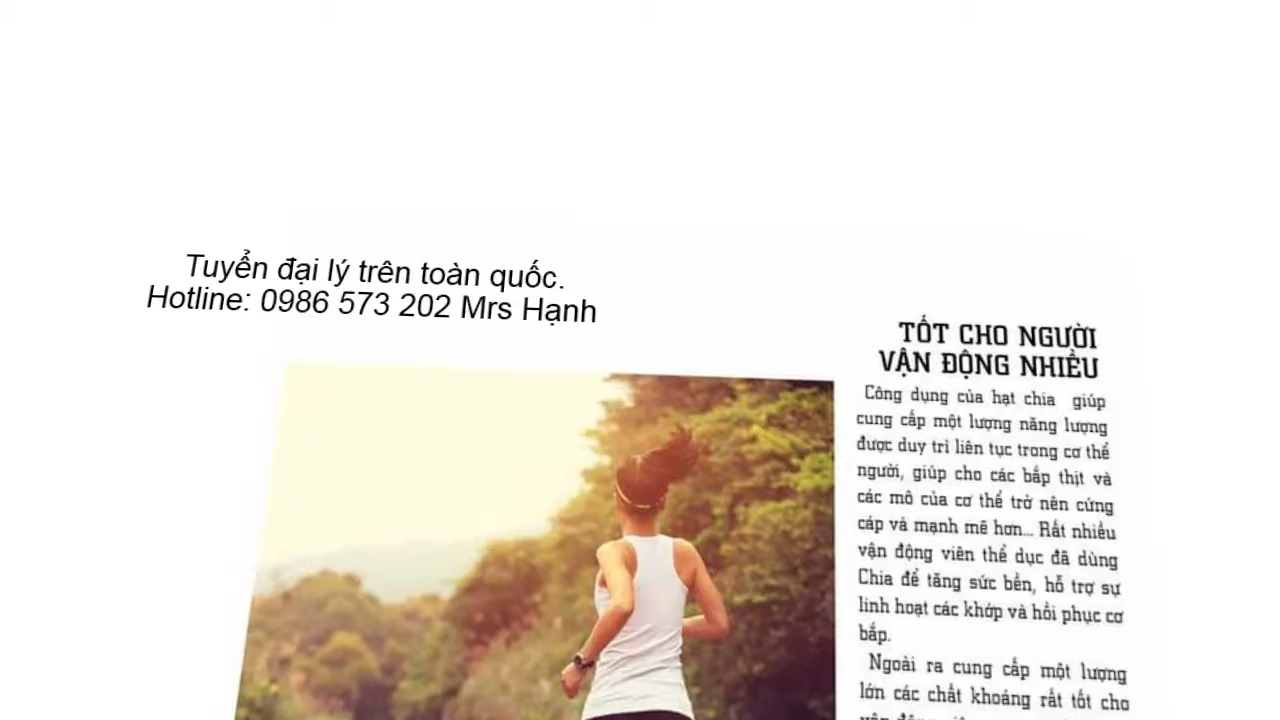 Tuyển đại lý trên toàn quốc.
Hotline: 0986 573 202 Mrs Hạnh
TỐT CHO NGƯỜI
VẬN ĐỘNG NHIỀU
Công dụng của hạt chia giúp
cung cấp một lượng năng lượng
được duy trì liên tục trong cơ thể
người, giúp cho các bắp thịt và
các mô của cơ thể trở nên cứng
cáp và mạnh mẽ hơn... Rất nhiều
vận động viên thể dục đã dùng
Chia để tăng sức bền, hỗ trợ sự
linh hoạt các khớp và hồi phục cơ
bắp.
Ngoài ra cung cấp một lượng
lớn các chất khoáng rất tốt cho